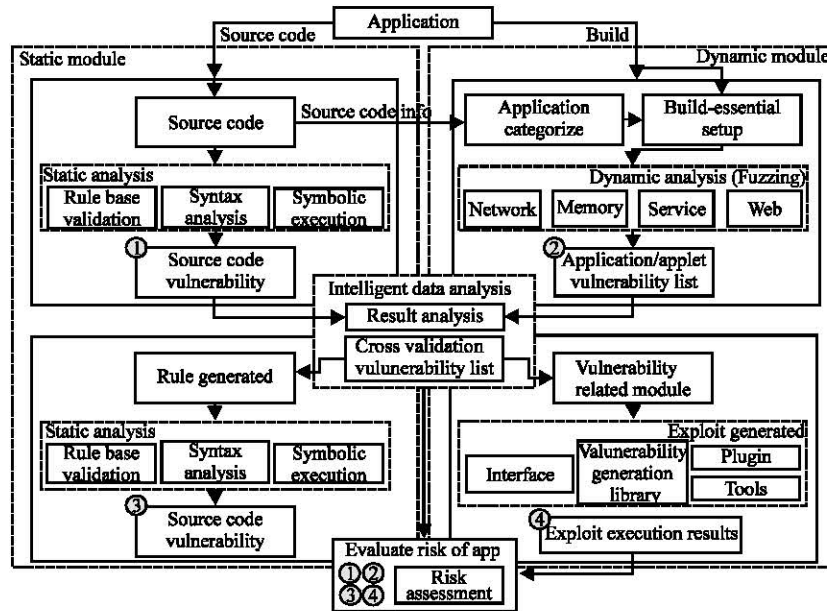 Application
Source code
Build
Static module
Dynamic module
Source code
Source code info
Application
categorize
Build-essential
setup
Static analysis
Rule base
validation
Syntax
analysis
Symbolic
execution
Dynamic analysis (Fuzzing)
Network
Memory
Service
Web
1
Source code
vulnerability
2
Application/applet
vulnerability list
Intelligent data analysis
Result analysis
Cross validation
vulunerability list
Rule generated
Vulnerability
related module
Static analysis
Rule base
validation
Syntax
analysis
Symbolic
execution
Exploit generated
Interface
Valunerability
generation
library
Plugin
Tools
3
Source code
vulnerability
4
Exploit execution results
Evaluate risk of app
1 2
3 4
Risk
assessment